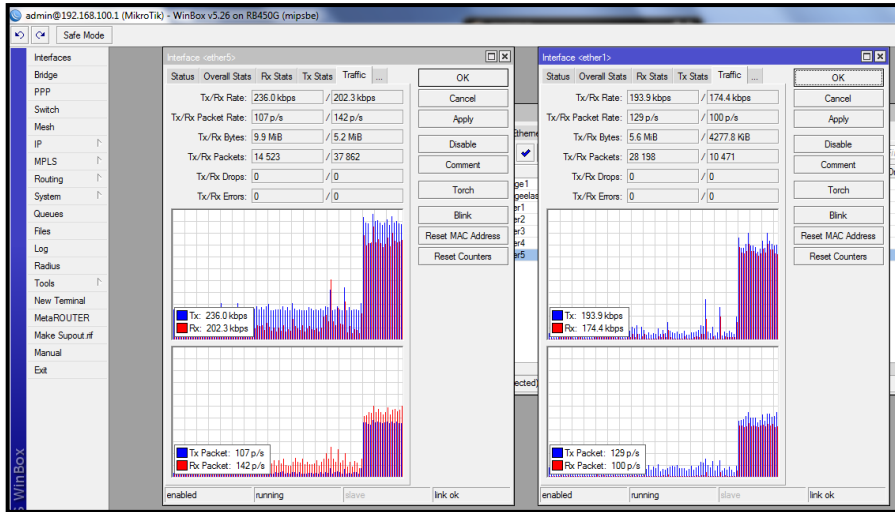 admin@192.168.100.1 (MikroTik) - WinBox v5.26 on RB450G (mipsbe)
Safe Mode
Interfaces
Bridge
PPP
Switch
Mesh
IP
MPLS
Routing
System
Queues
Files
Log
Radius
Tools
New Terminal
MetaROUTER
Make Supout.rif
Manual
Exit
s WinBox
Interface <ether5>
Status Overall Stats Rx Stats Tx Stats Traffic ...
Tx/Rx Rate: 236.0 kbps / 202.3 kbps
Tx/Rx Packet Rate: 107 p/s / 142 p/s
Tx/Rx Bytes: 9.9 MiB / 5.2 MiB
Tx/Rx Packets: 14 523 / 37 862
Tx/Rx Drops: 0 / 0
Tx/Rx Errors: 0 / 0
Tx: 236.0 kbps
Rx: 202.3 kbps
Tx Packet: 107 p/s
Rx Packet: 142 p/s
OK
Cancel
Apply
Disable
Comment
Torch
Blink
Reset MAC Address
Reset Counters
enabled running slave link ok
Etheme
ge1
geelas
er1
er2
er3
er4
er5
ected)
Interface <ether1>
Status Overall Stats Rx Stats Tx Stats Traffic ...
Tx/Rx Rate: 193.9 kbps / 174.4 kbps
Tx/Rx Packet Rate: 129 p/s / 100 p/s
Tx/Rx Bytes: 5.6 MiB / 4277.8 KiB
Tx/Rx Packets: 28 198 / 10 471
Tx/Rx Drops: 0 / 0
Tx/Rx Errors: 0 / 0
Tx: 193.9 kbps
Rx: 174.4 kbps
Tx Packet: 129 p/s
Rx Packet: 100 p/s
OK
Cancel
Apply
Disable
Comment
Torch
Blink
Reset MAC Address
Reset Counters
enabled running slave link ok